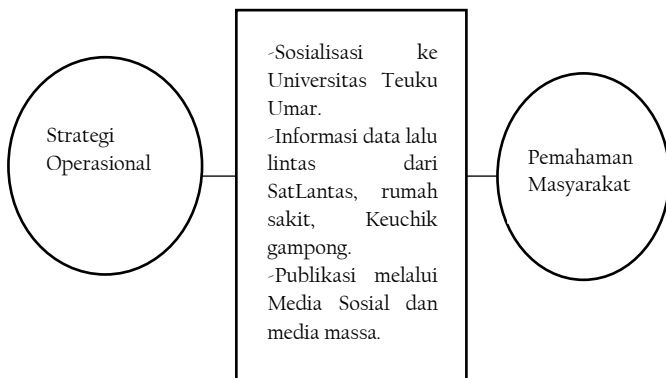 Strategi
Operasional
-Sosialisasi ke
Universitas Teuku
Umar.
-Informasi data lalu
lintas dari
SatLantas, rumah
sakit, Keuchik
gampong.
-Publikasi melalui
Media Sosial dan
media massa.
Pemahaman
Masyarakat